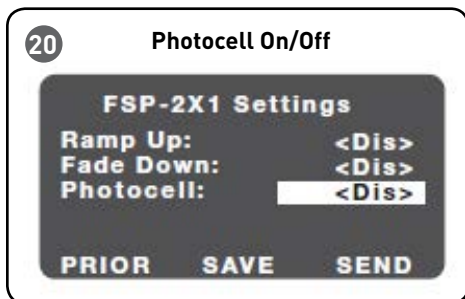 20 Photocell On/Off
FSP-2X1 Settings
Ramp Up: <Dis>
Fade Down: <Dis>
Photocell: <Dis>
PRIOR SAVE SEND